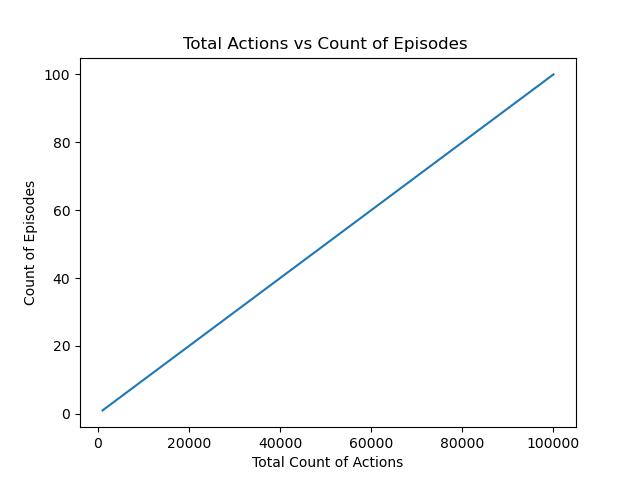 Total Actions vs Count of Episodes
100
80
60
40
20
0
Count of Episodes
0 20000 40000 60000 80000 100000
Total Count of Actions